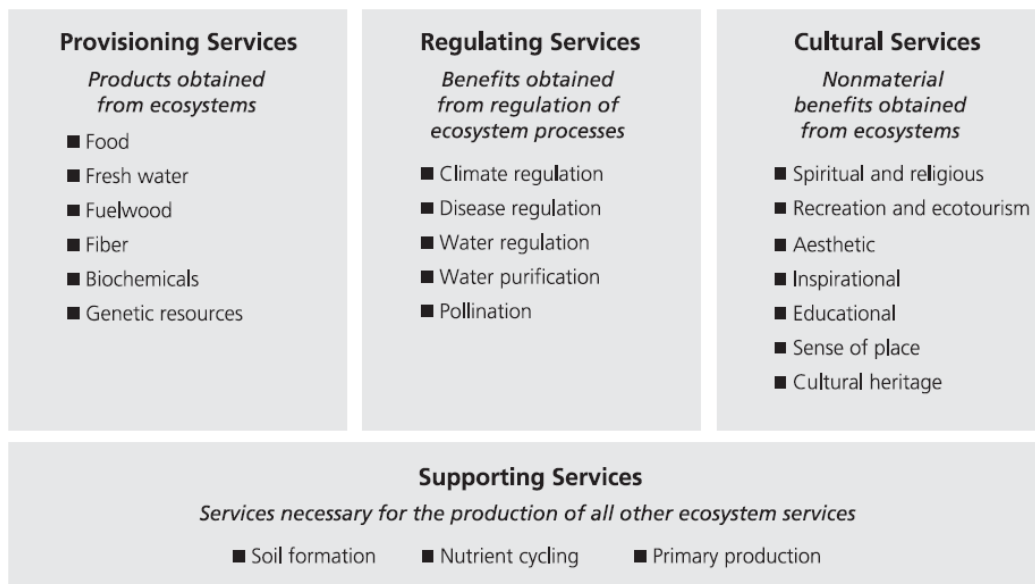 Provisioning Services
Products obtained
from ecosystems
■ Food
■ Fresh water
■ Fuelwood
■ Fiber
■ Biochemicals
■ Genetic resources
Regulating Services
Benefits obtained
from regulation of
ecosystem processes
■ Climate regulation
■ Disease regulation
■ Water regulation
■ Water purification
■ Pollination
Cultural Services
Nonmaterial
benefits obtained
from ecosystems
■ Spiritual and religious
■ Recreation and ecotourism
■ Aesthetic
■ Inspirational
■ Educational
■ Sense of place
■ Cultural heritage
Supporting Services
Services necessary for the production of all other ecosystem services
■ Soil formation ■ Nutrient cycling ■ Primary production